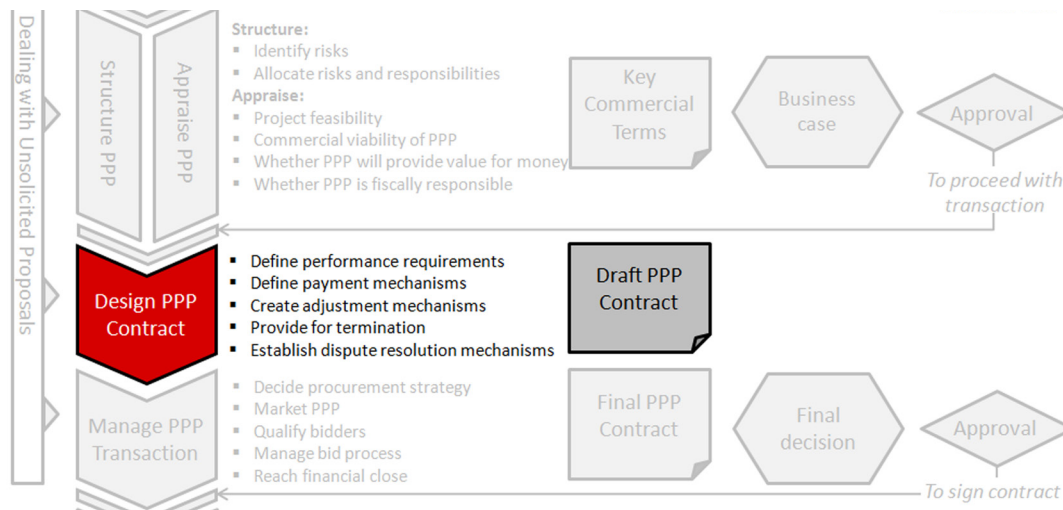 Dealing with Unsolicited Proposals
Structure PPP
Appraise PPP
Structure:
▪ Identify risks
▪ Allocate risks and responsibilities
Appraise:
▪ Project feasibility
▪ Commercial viability of PPP
▪ Whether PPP will provide value for money
▪ Whether PPP is fiscally responsible
Key
Commercial
Terms
Business
case
Approval
To proceed with
transaction
Design PPP
Contract
▪ Define performance requirements
▪ Define payment mechanisms
▪ Create adjustment mechanisms
▪ Provide for termination
▪ Establish dispute resolution mechanisms
Draft PPP
Contract
Manage PPP
Transaction
▪ Decide procurement strategy
▪ Market PPP
▪ Qualify bidders
▪ Manage bid process
▪ Reach financial close
Final PPP
Contract
Final
decision
Approval
To sign contract